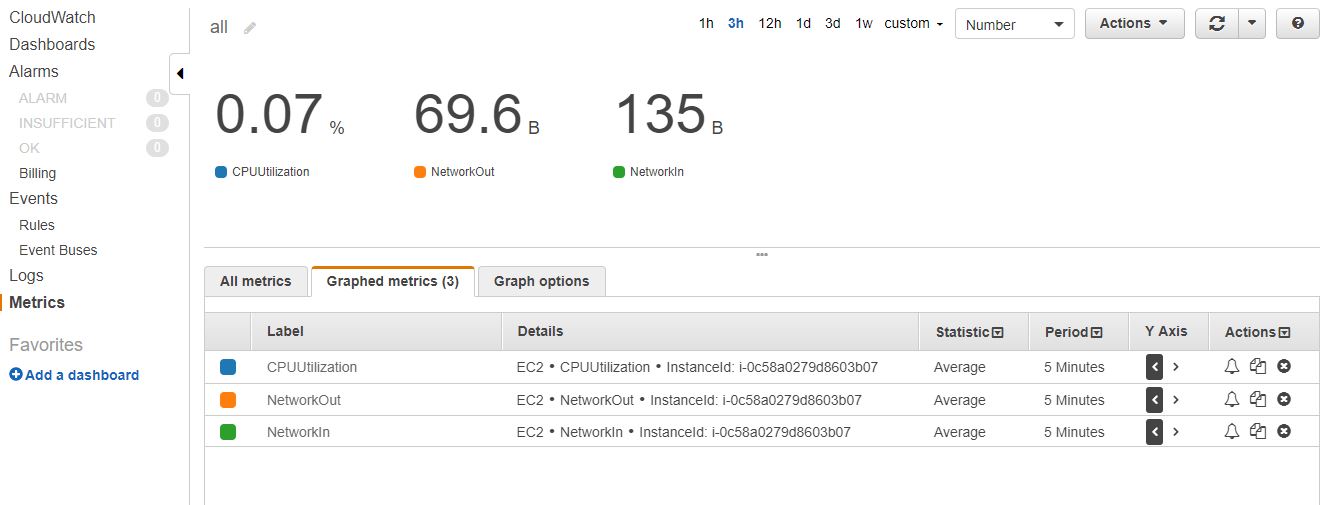 CloudWatch
Dashboards
Alarms
ALARM 0
INSUFFICIENT 0
OK 0
Billing
Events
Rules
Event Buses
Logs
Metrics
Favorites
Add a dashboard
all 1h 3h 12h 1d 3d 1w custom Number Actions ?
0.07 % 69.6 B 135 B
CPUUtilization NetworkOut NetworkIn
All metrics Graphed metrics (3) Graph options
Label Details Statistic Period Y Axis Actions
CPUUtilization EC2 • CPUUtilization • InstanceId: i-0c58a0279d8603b07 Average 5 Minutes < >
NetworkOut EC2 • NetworkOut • InstanceId: i-0c58a0279d8603b07 Average 5 Minutes < >
NetworkIn EC2 • NetworkIn • InstanceId: i-0c58a0279d8603b07 Average 5 Minutes < >